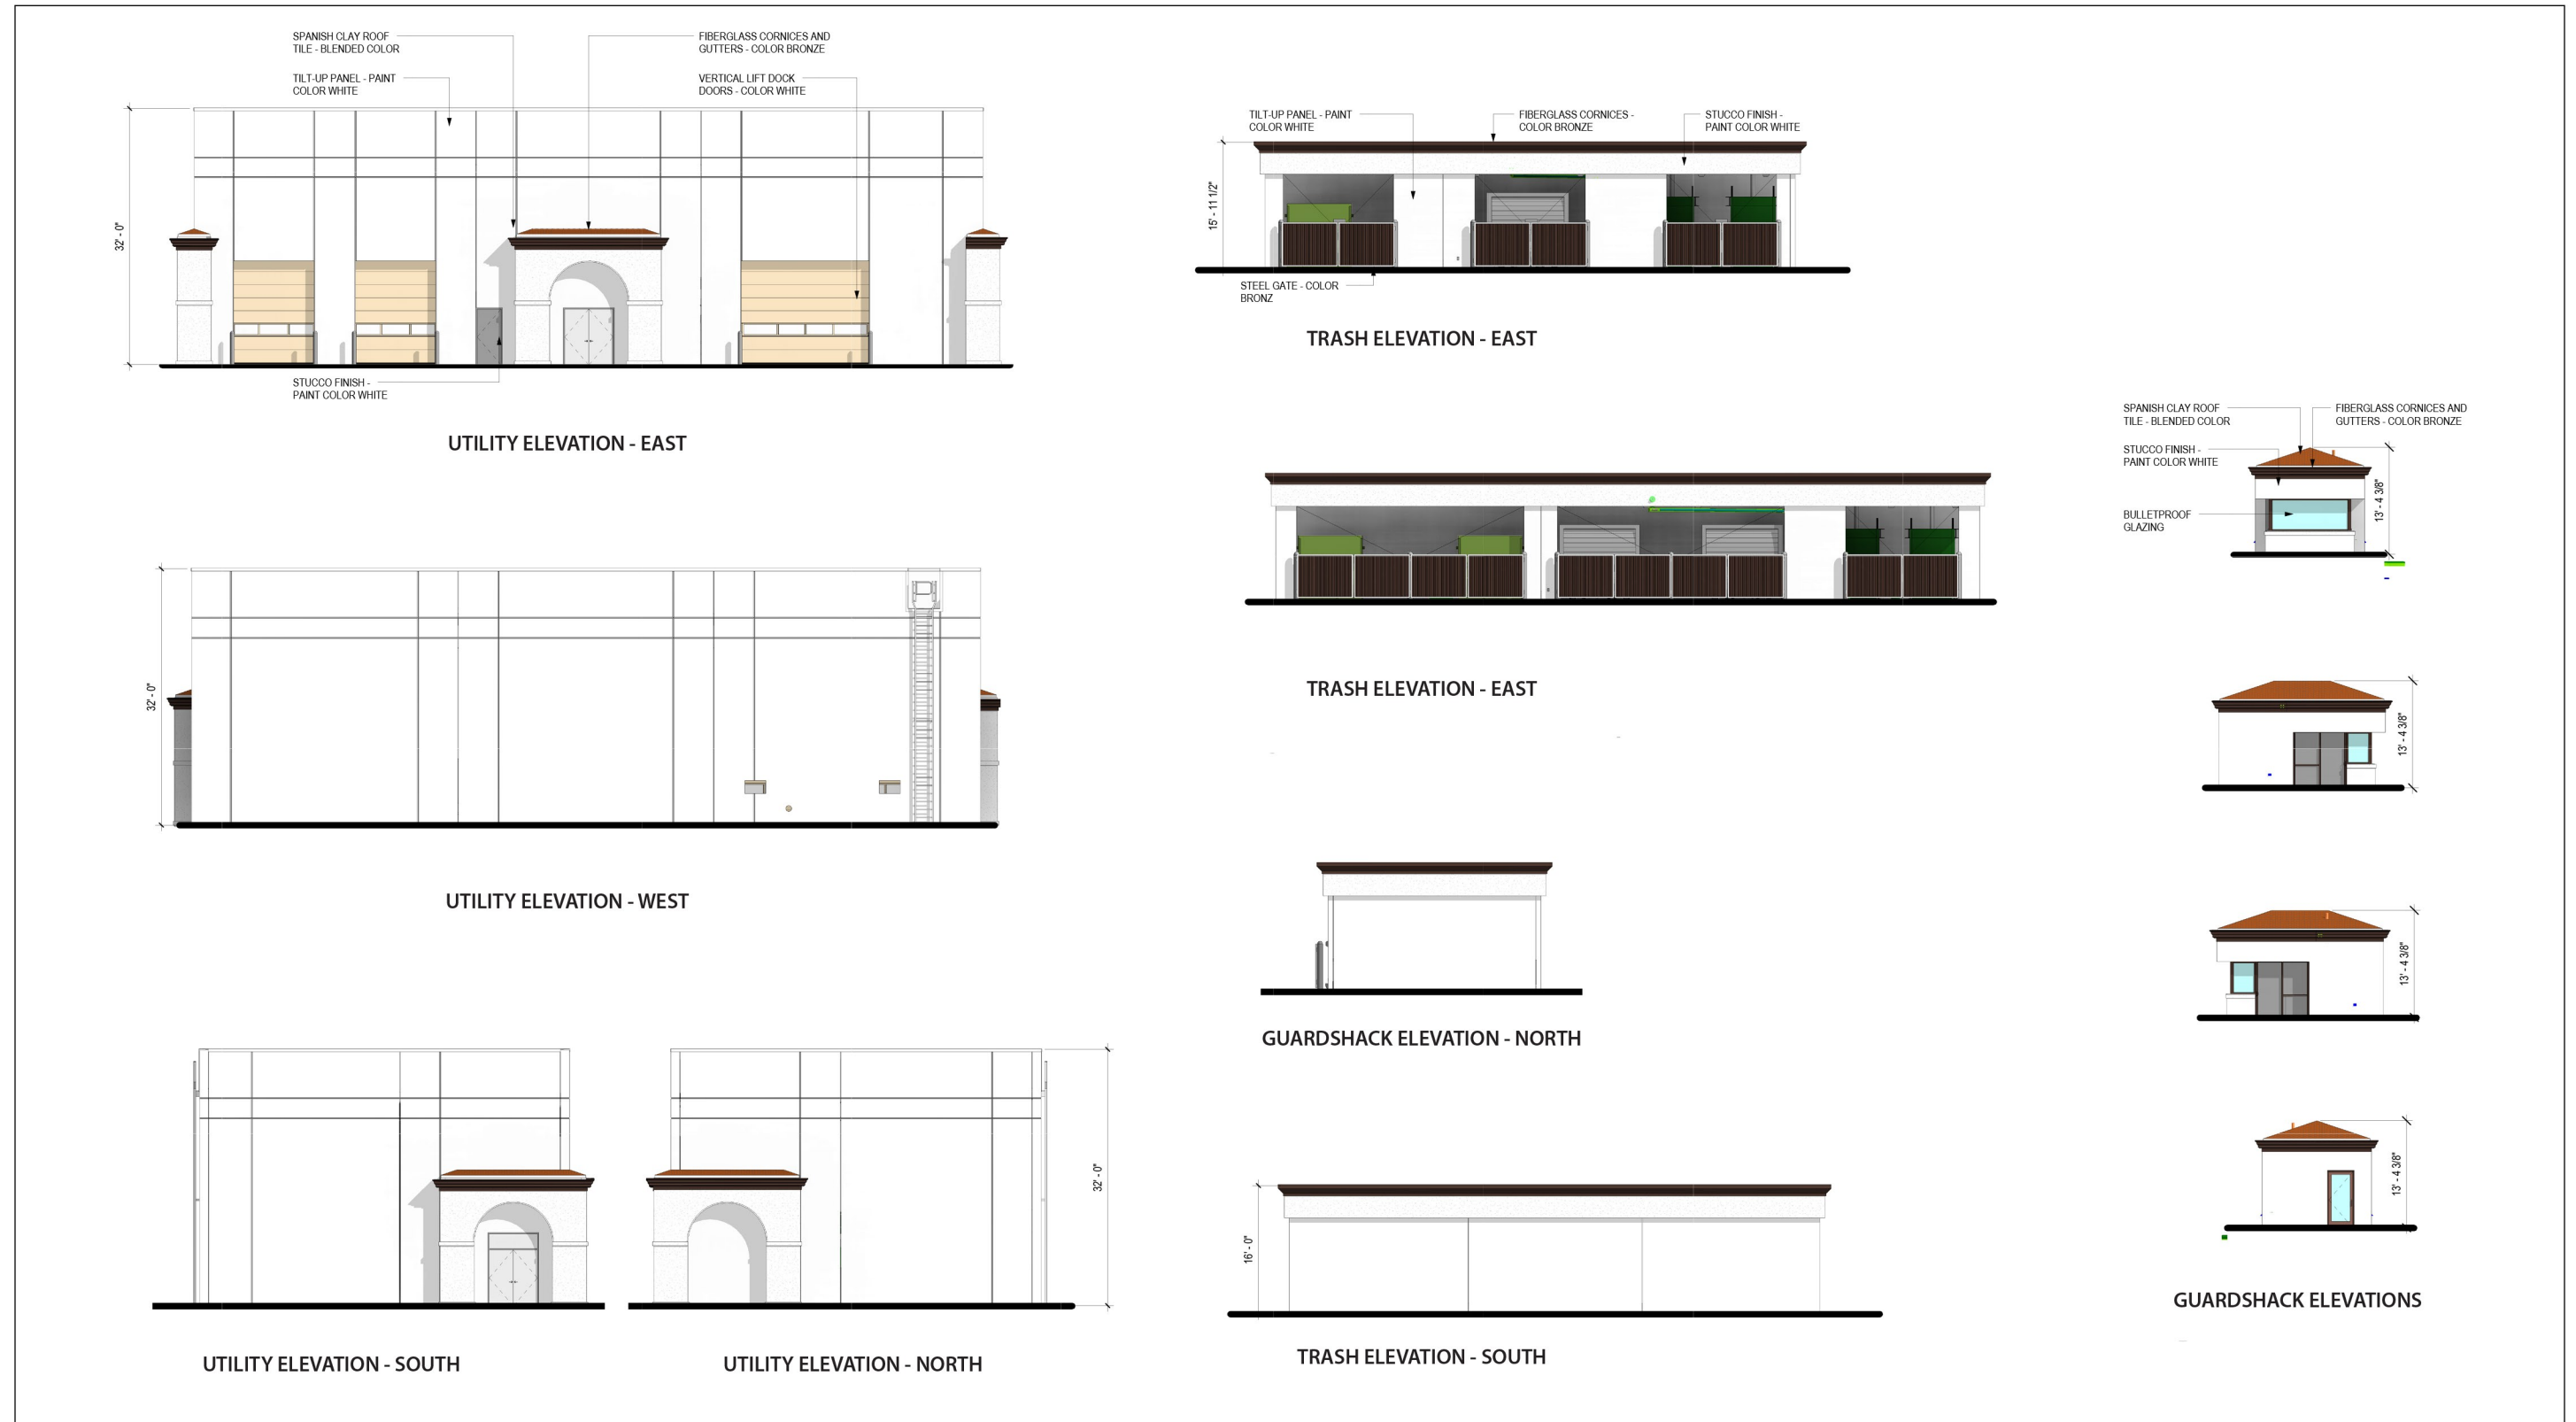 SPANISH CLAY ROOF
TILE - BLENDED COLOR
FIBERGLASS CORNICES AND
GUTTERS - COLOR BRONZE
TILT-UP PANEL - PAINT
COLOR WHITE
VERTICAL LIFT DOCK
DOORS - COLOR WHITE
32' - 0"
STUCCO FINISH -
PAINT COLOR WHITE
UTILITY ELEVATION - EAST
32' - 0"
UTILITY ELEVATION - WEST
UTILITY ELEVATION - SOUTH
32' - 0"
UTILITY ELEVATION - NORTH
TILT-UP PANEL - PAINT
COLOR WHITE
FIBERGLASS CORNICES -
COLOR BRONZE
STUCCO FINISH -
PAINT COLOR WHITE
15' - 11 1/2"
STEEL GATE - COLOR
BRONZ
TRASH ELEVATION - EAST
TRASH ELEVATION - EAST
GUARDSHACK ELEVATION - NORTH
16' - 0"
TRASH ELEVATION - SOUTH
SPANISH CLAY ROOF
TILE - BLENDED COLOR
FIBERGLASS CORNICES AND
GUTTERS - COLOR BRONZE
STUCCO FINISH -
PAINT COLOR WHITE
BULLETPROOF
GLAZING
13' - 4 3/8"
13' - 4 3/8"
13' - 4 3/8"
13' - 4 3/8"
GUARDSHACK ELEVATIONS